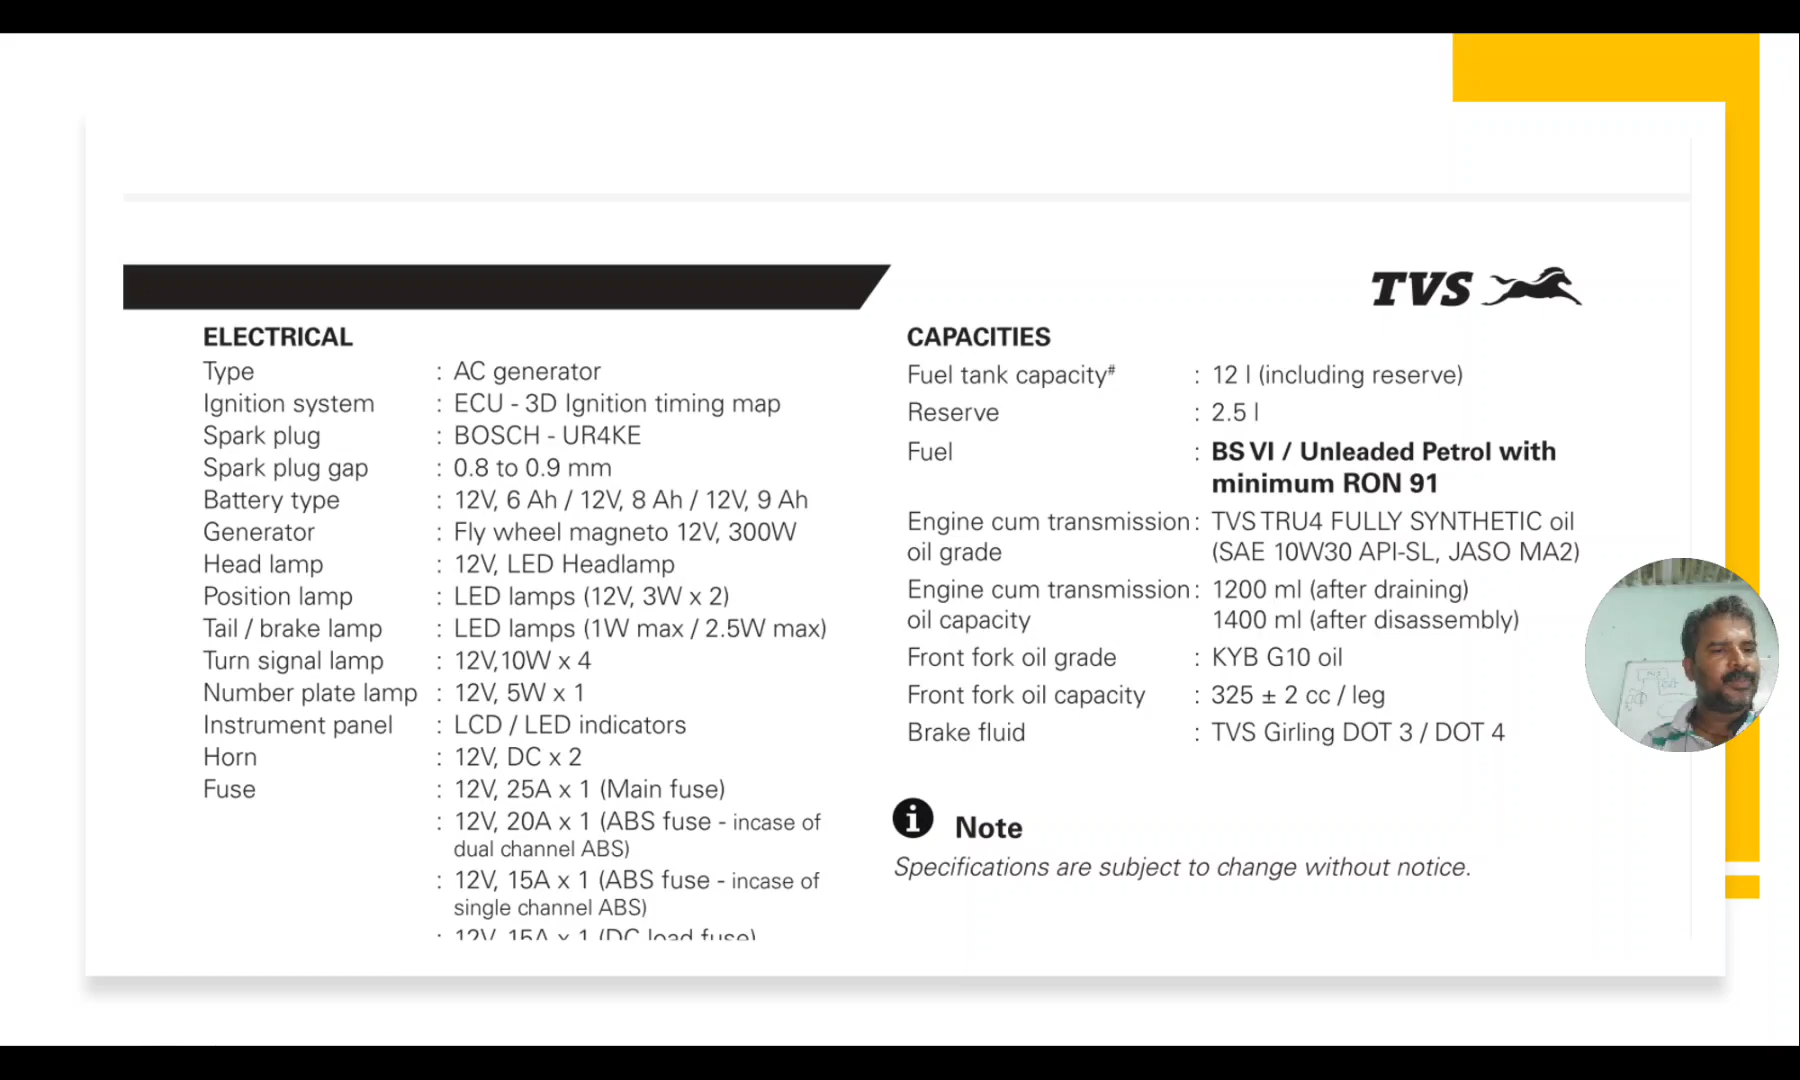 TVS
ELECTRICAL
Type : AC generator
Ignition system : ECU - 3D Ignition timing map
Spark plug : BOSCH - UR4KE
Spark plug gap : 0.8 to 0.9 mm
Battery type : 12V, 6 Ah / 12V, 8 Ah / 12V, 9 Ah
Generator : Fly wheel magneto 12V, 300W
Head lamp : 12V, LED Headlamp
Position lamp : LED lamps (12V, 3W x 2)
Tail / brake lamp : LED lamps (1W max / 2.5W max)
Turn signal lamp : 12V,10W x 4
Number plate lamp : 12V, 5W x 1
Instrument panel : LCD / LED indicators
Horn : 12V, DC x 2
Fuse : 12V, 25A x 1 (Main fuse)
: 12V, 20A x 1 (ABS fuse - incase of
dual channel ABS)
: 12V, 15A x 1 (ABS fuse - incase of
single channel ABS)
: 12V, 15A x 1 (DC load fuse)
CAPACITIES
Fuel tank capacity# : 12 l (including reserve)
Reserve : 2.5 l
Fuel : BS VI / Unleaded Petrol with
minimum RON 91
Engine cum transmission : TVS TRU4 FULLY SYNTHETIC oil
oil grade (SAE 10W30 API-SL, JASO MA2)
Engine cum transmission : 1200 ml (after draining)
oil capacity 1400 ml (after disassembly)
Front fork oil grade : KYB G10 oil
Front fork oil capacity : 325 ± 2 cc / leg
Brake fluid : TVS Girling DOT 3 / DOT 4
i Note
Specifications are subject to change without notice.